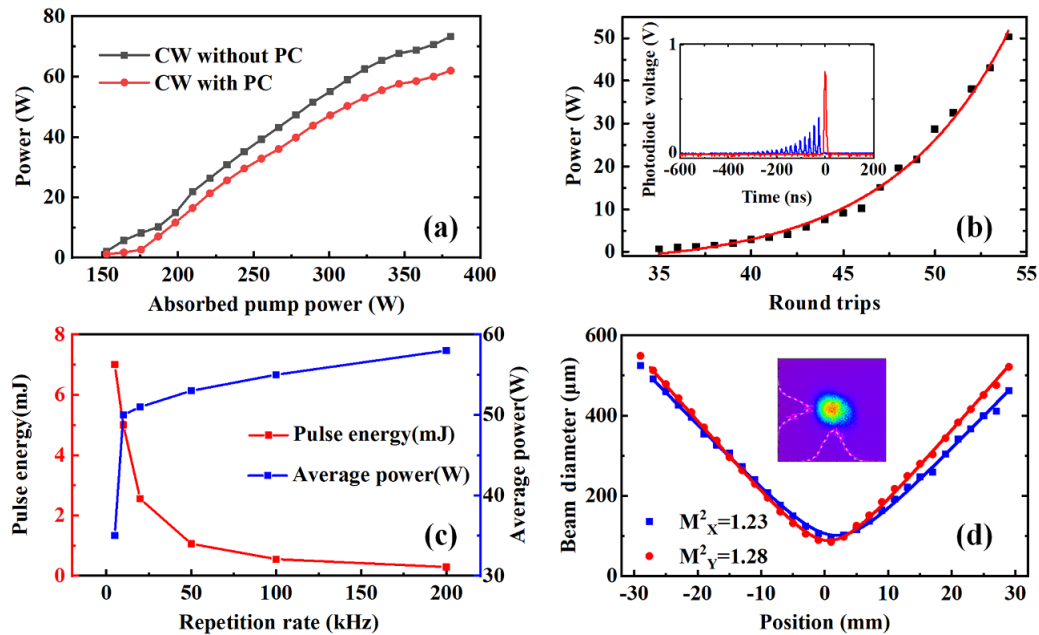 80
60
40
20
0
Power (W)
CW without PC
CW with PC
(a)
100
150
200
250
300
350
400
Absorbed pump power (W)
50
40
30
20
10
0
Power (W)
1
0
Photodiode voltage (V)
-600
-400
-200
0
200
Time (ns)
(b)
35
40
45
50
55
Round trips
8
7
6
5
4
3
2
1
0
Pulse energy(mJ)
60
50
40
30
Average power(W)
Pulse energy(mJ)
Average power(W)
(c)
0
50
100
150
200
Repetition rate (kHz)
600
400
200
0
Beam diameter (μm)
M²X=1.23
M²Y=1.28
(d)
-30
-20
-10
0
10
20
30
Position (mm)